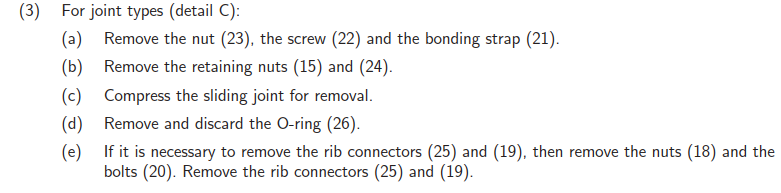 (3) For joint types (detail C):
(a) Remove the nut (23), the screw (22) and the bonding strap (21).
(b) Remove the retaining nuts (15) and (24).
(c) Compress the sliding joint for removal.
(d) Remove and discard the O-ring (26).
(e) If it is necessary to remove the rib connectors (25) and (19), then remove the nuts (18) and the
bolts (20). Remove the rib connectors (25) and (19).